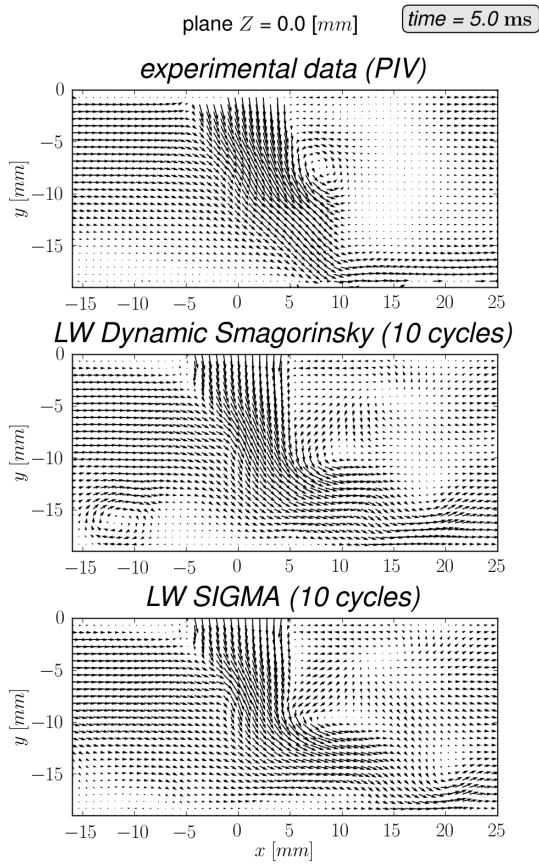 plane Z = 0.0 [mm]
time = 5.0 ms
experimental data (PIV)
0
−5
−10
−15
y [mm]
−15 −10 −5 0 5 10 15 20 25
LW Dynamic Smagorinsky (10 cycles)
0
−5
−10
−15
y [mm]
−15 −10 −5 0 5 10 15 20 25
LW SIGMA (10 cycles)
0
−5
−10
−15
y [mm]
−15 −10 −5 0 5 10 15 20 25
x [mm]